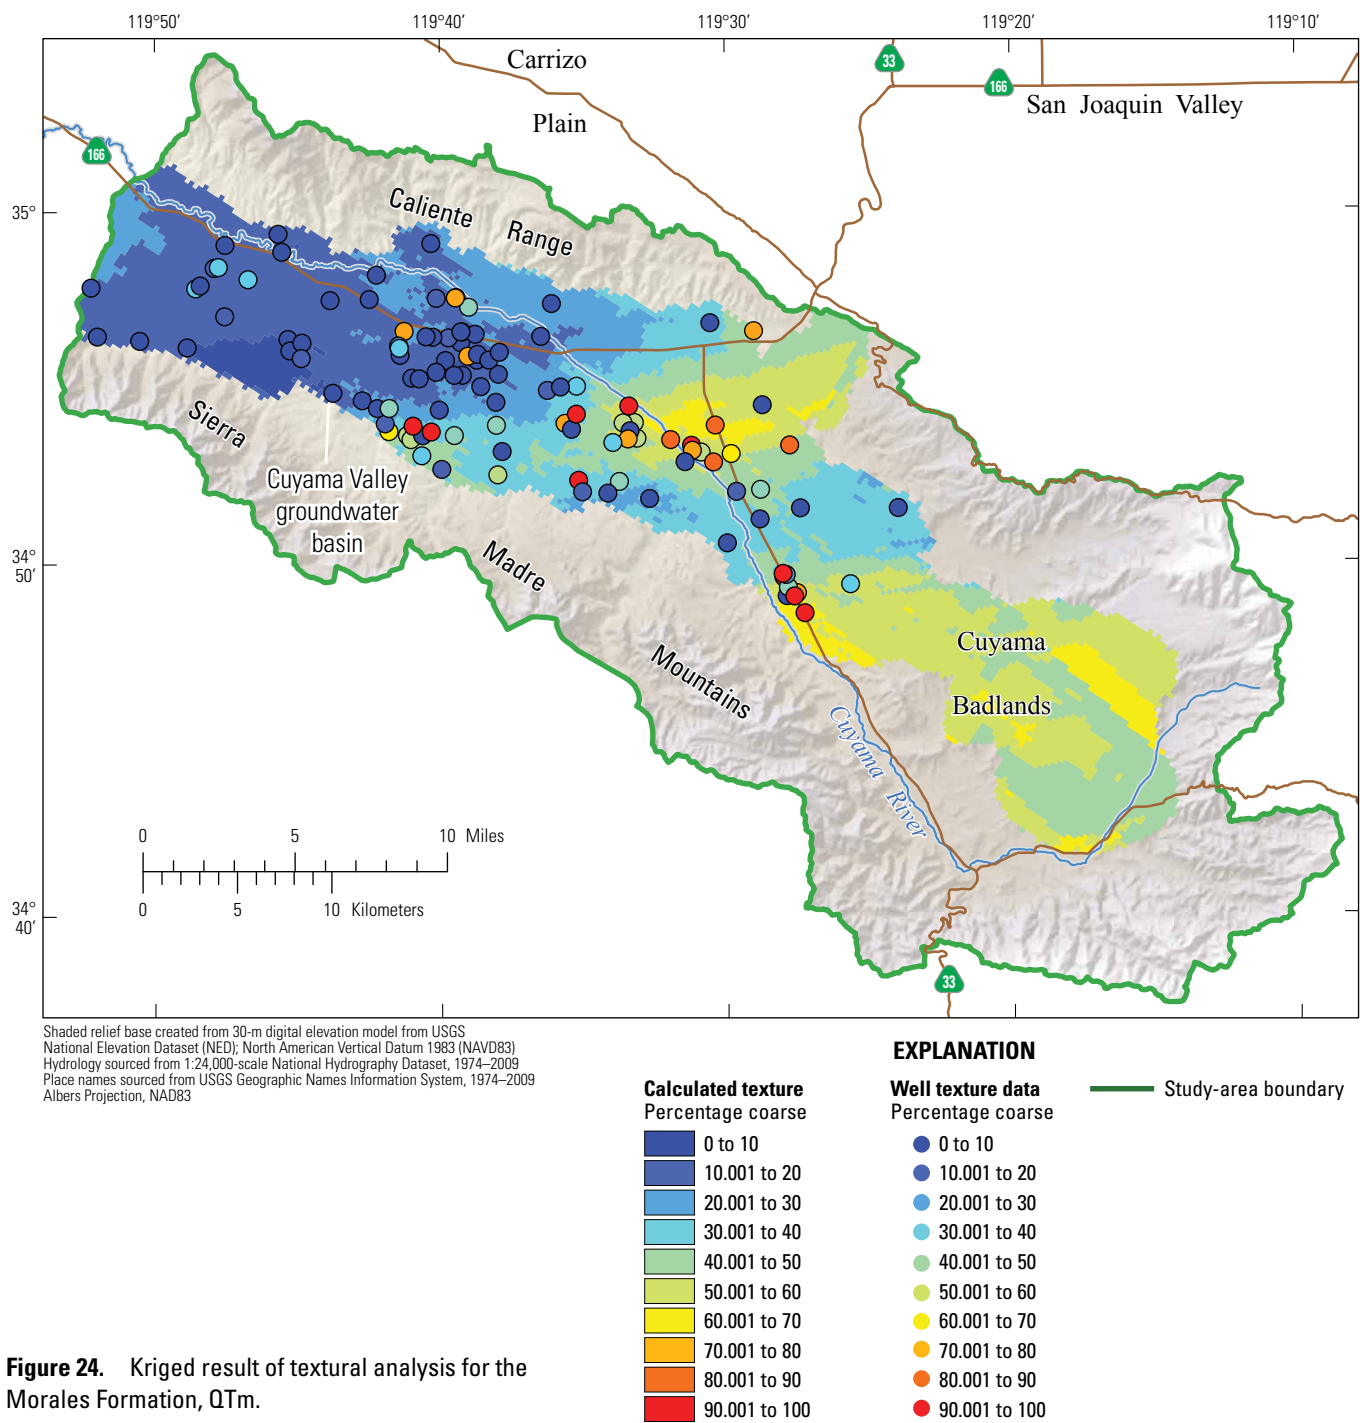 119°50′ 119°40′ 119°30′ 119°20′ 119°10′
33
166
Carrizo
Plain
San Joaquin Valley
166
35°
Caliente Range
Sierra
Cuyama Valley
groundwater
basin
34°
50′
Madre
Mountains
Cuyama
Badlands
Cuyama River
0 5 10 Miles
0 5 10 Kilometers
34°
40′
33
Shaded relief base created from 30-m digital elevation model from USGS
National Elevation Dataset (NED); North American Vertical Datum 1983 (NAVD83)
Hydrology sourced from 1:24,000-scale National Hydrography Dataset, 1974–2009
Place names sourced from USGS Geographic Names Information System, 1974–2009
Albers Projection, NAD83
EXPLANATION
Calculated texture
Percentage coarse
0 to 10
10.001 to 20
20.001 to 30
30.001 to 40
40.001 to 50
50.001 to 60
60.001 to 70
70.001 to 80
80.001 to 90
90.001 to 100
Well texture data
Percentage coarse
0 to 10
10.001 to 20
20.001 to 30
30.001 to 40
40.001 to 50
50.001 to 60
60.001 to 70
70.001 to 80
80.001 to 90
90.001 to 100
Study-area boundary
Figure 24. Kriged result of textural analysis for the
Morales Formation, QTm.